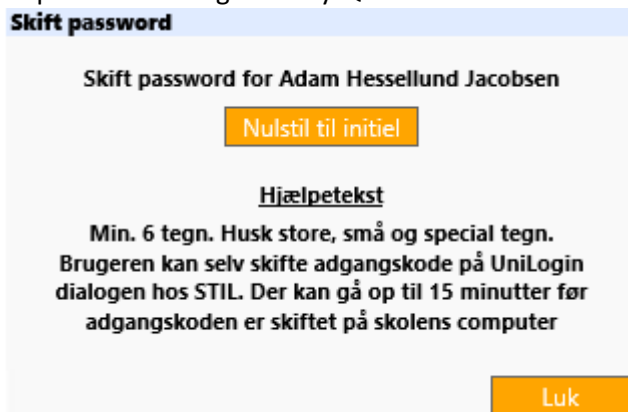 Skift password
Skift password for Adam Hessellund Jacobsen
Nulstil til initiel
Hjælpetekst
Min. 6 tegn. Husk store, små og special tegn.
Brugeren kan selv skifte adgangskode på UniLogin
dialogen hos STIL. Der kan gå op til 15 minutter før
adgangskoden er skiftet på skolens computer
Luk